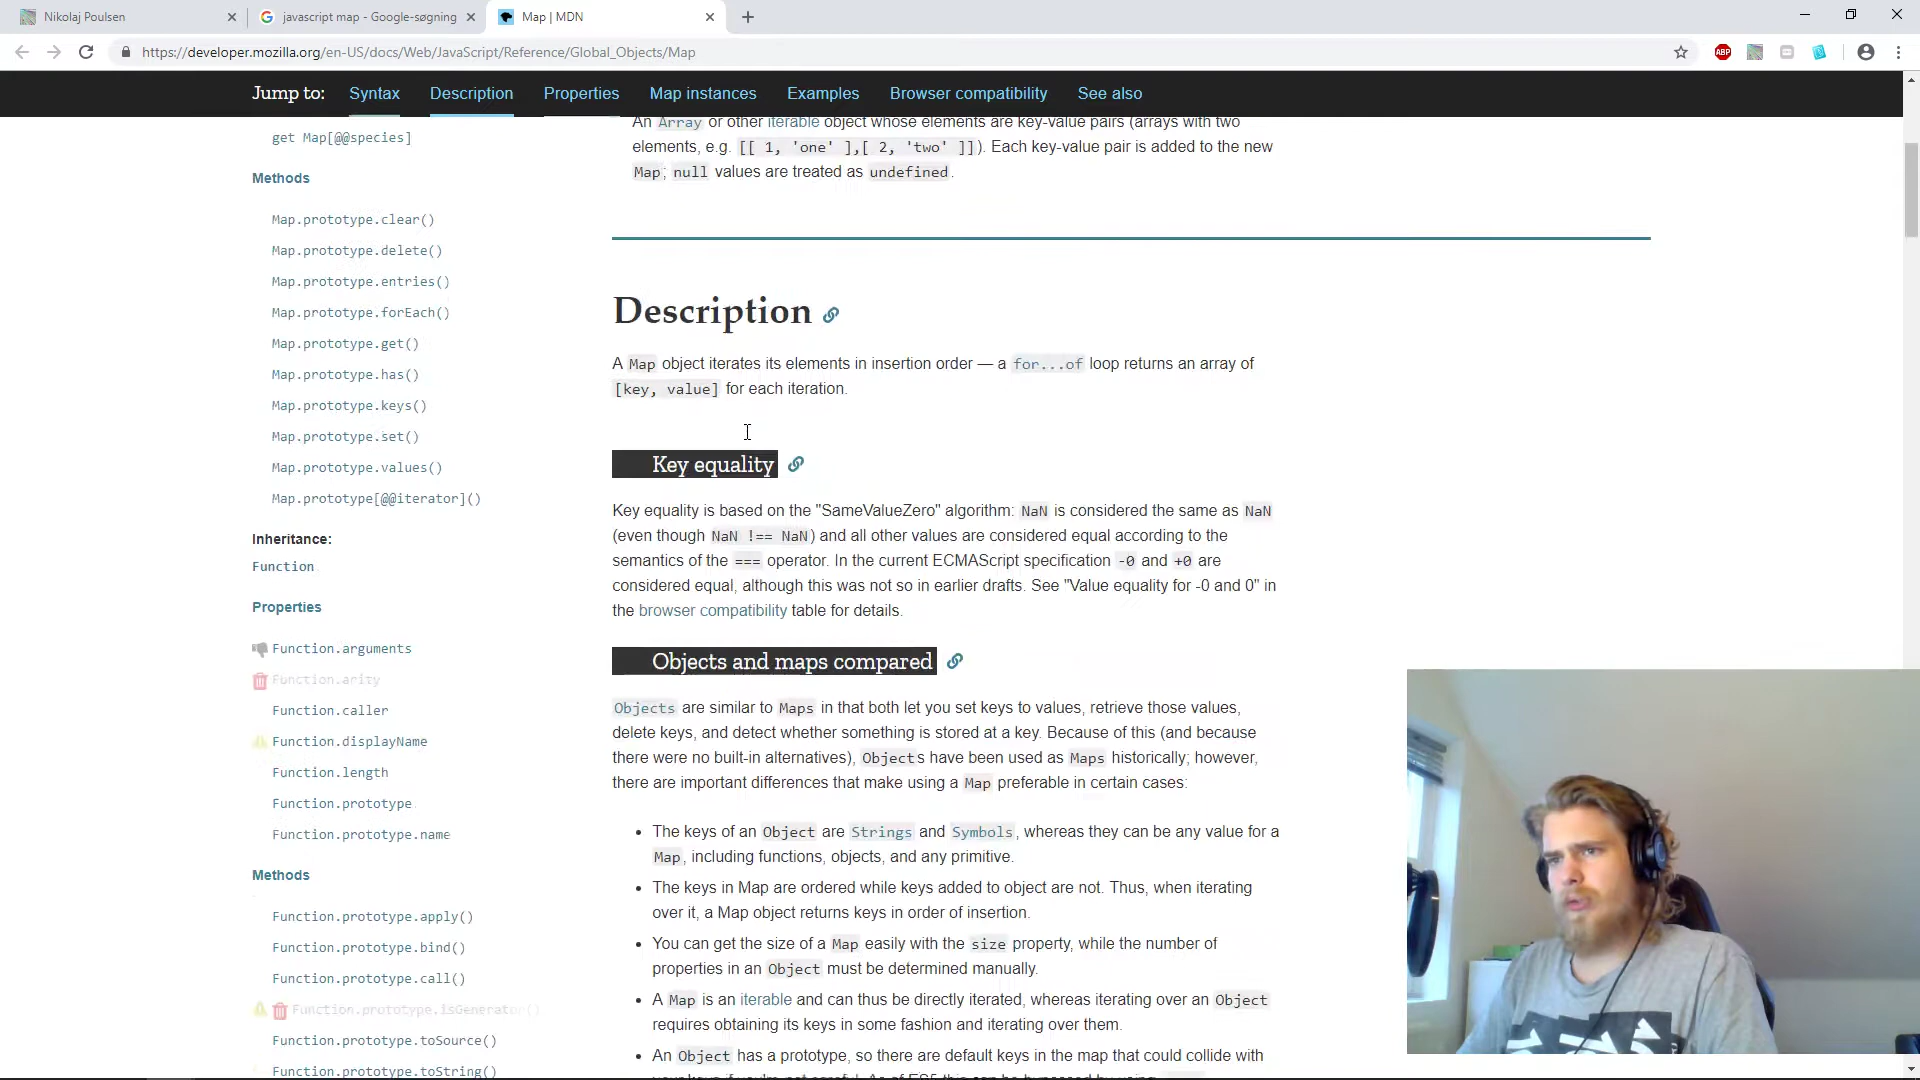 Nikolaj Poulsen
javascript map - Google-søgning
Map | MDN
https://developer.mozilla.org/en-US/docs/Web/JavaScript/Reference/Global_Objects/Map
ABP
Jump to: Syntax Description Properties Map instances Examples Browser compatibility See also
get Map[@@species]
Methods
Map.prototype.clear()
Map.prototype.delete()
Map.prototype.entries()
Map.prototype.forEach()
Map.prototype.get()
Map.prototype.has()
Map.prototype.keys()
Map.prototype.set()
Map.prototype.values()
Map.prototype[@@iterator]()
Inheritance:
Function
Properties
Function.arguments
Function.arity
Function.caller
Function.displayName
Function.length
Function.prototype
Function.prototype.name
Methods
Function.prototype.apply()
Function.prototype.bind()
Function.prototype.call()
Function.prototype.isGenerator()
Function.prototype.toSource()
Function.prototype.toString()
An Array or other iterable object whose elements are key-value pairs (arrays with two
elements, e.g. [[ 1, 'one' ],[ 2, 'two' ]]). Each key-value pair is added to the new
Map; null values are treated as undefined.
Description
A Map object iterates its elements in insertion order — a for...of loop returns an array of
[key, value] for each iteration.
Key equality
Key equality is based on the "SameValueZero" algorithm: NaN is considered the same as NaN
(even though NaN !== NaN) and all other values are considered equal according to the
semantics of the === operator. In the current ECMAScript specification -0 and +0 are
considered equal, although this was not so in earlier drafts. See "Value equality for -0 and 0" in
the browser compatibility table for details.
Objects and maps compared
Objects are similar to Maps in that both let you set keys to values, retrieve those values,
delete keys, and detect whether something is stored at a key. Because of this (and because
there were no built-in alternatives), Objects have been used as Maps historically; however,
there are important differences that make using a Map preferable in certain cases:
• The keys of an Object are Strings and Symbols, whereas they can be any value for a
Map, including functions, objects, and any primitive.
• The keys in Map are ordered while keys added to object are not. Thus, when iterating
over it, a Map object returns keys in order of insertion.
• You can get the size of a Map easily with the size property, while the number of
properties in an Object must be determined manually.
• A Map is an iterable and can thus be directly iterated, whereas iterating over an Object
requires obtaining its keys in some fashion and iterating over them.
• An Object has a prototype, so there are default keys in the map that could collide with